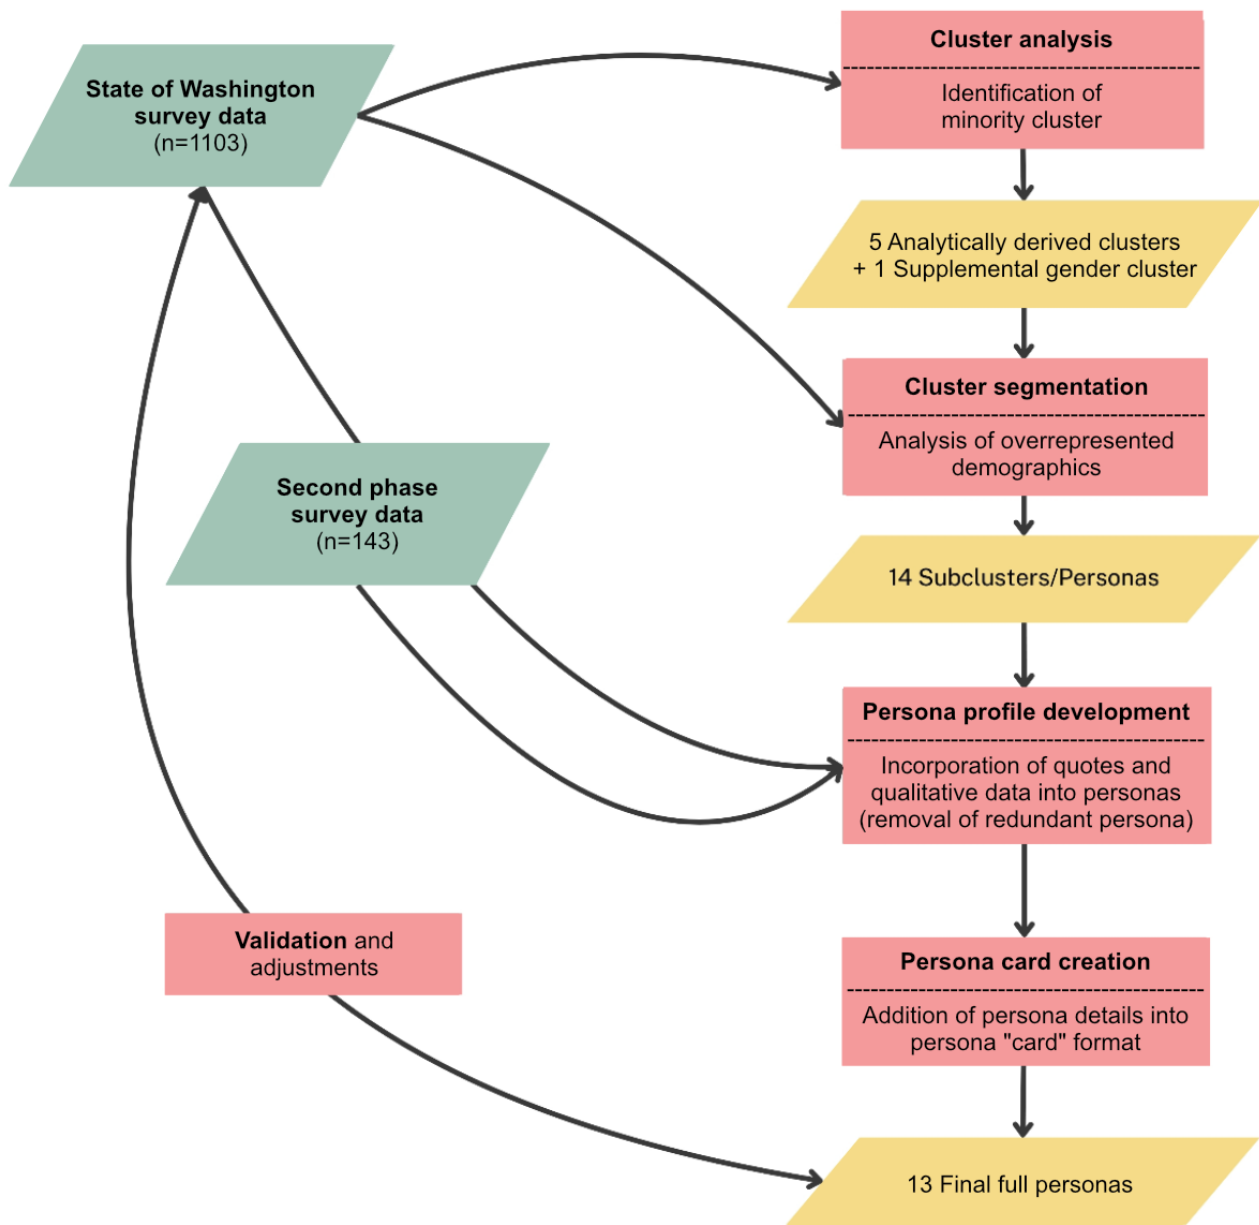 State of Washington
survey data
(n=1103)
Cluster analysis
Identification of
minority cluster
5 Analytically derived clusters
+ 1 Supplemental gender cluster
Cluster segmentation
Analysis of overrepresented
demographics
Second phase
survey data
(n=143)
14 Subclusters/Personas
Persona profile development
Incorporation of quotes and
qualitative data into personas
(removal of redundant persona)
Validation and
adjustments
Persona card creation
Addition of persona details into
persona "card" format
13 Final full personas